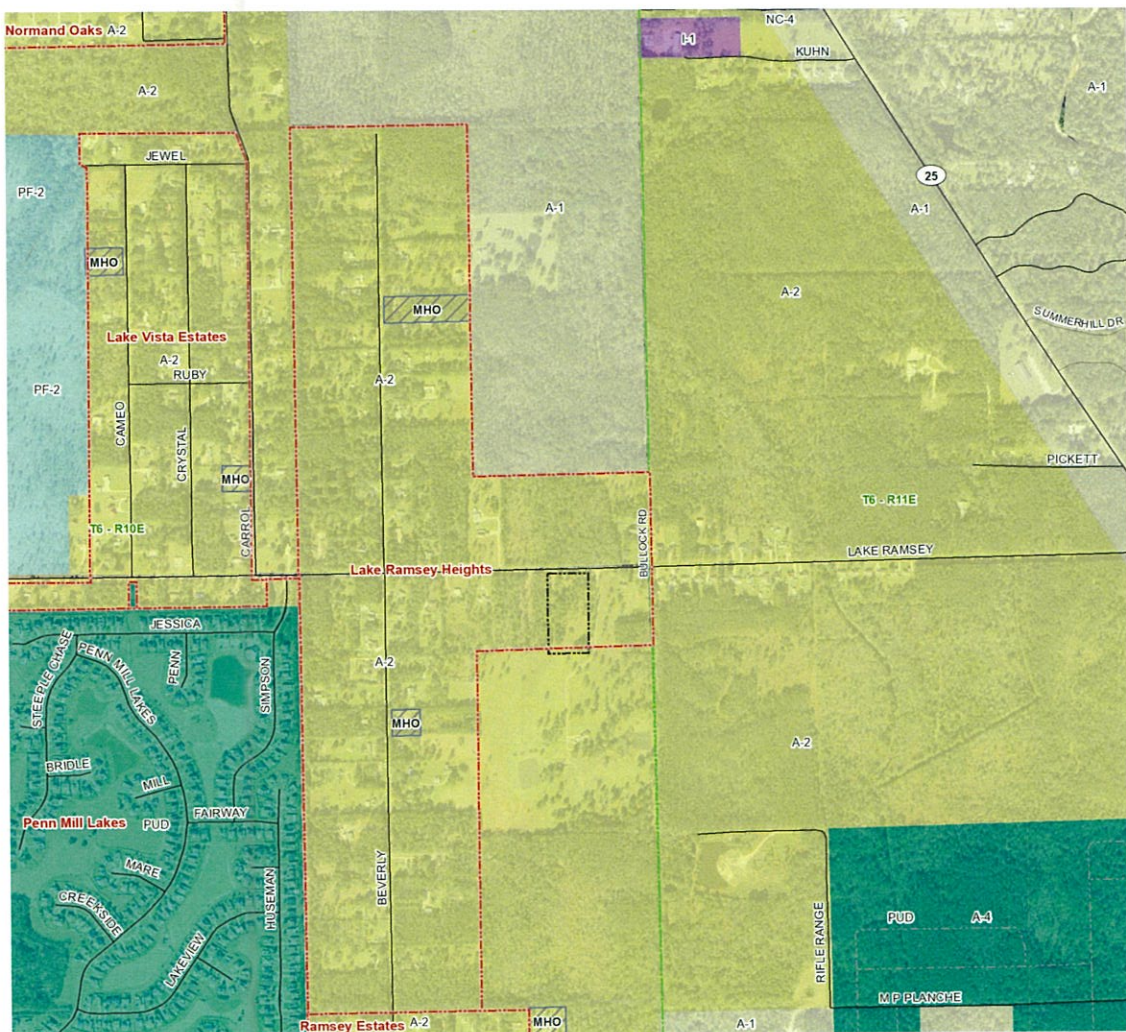 Normand Oaks A-2
NC-4
I-1
KUHN
A-2
A-1
JEWEL
25
PF-2
A-1
A-1
MHO
A-2
MHO
SUMMERHILL DR
Lake Vista Estates
A-2
RUBY
A-2
PF-2
CAMEO
CRYSTAL
PICKETT
MHO
T6 - R10E
CARROL
T6 - R11E
BULLOCK RD
LAKE RAMSEY
Lake Ramsey Heights
JESSICA
STEEPLE CHASE
PENN MILL LAKES
PENN
SIMPSON
A-2
MHO
A-2
BRIDLE
MILL
FAIRWAY
Penn Mill Lakes PUD
MARE
BEVERLY
CREEKSIDE
HUSEMAN
LAKEVIEW
RIFLE RANGE
PUD
A-4
M P PLANCHE
Ramsey Estates A-2
MHO
A-1